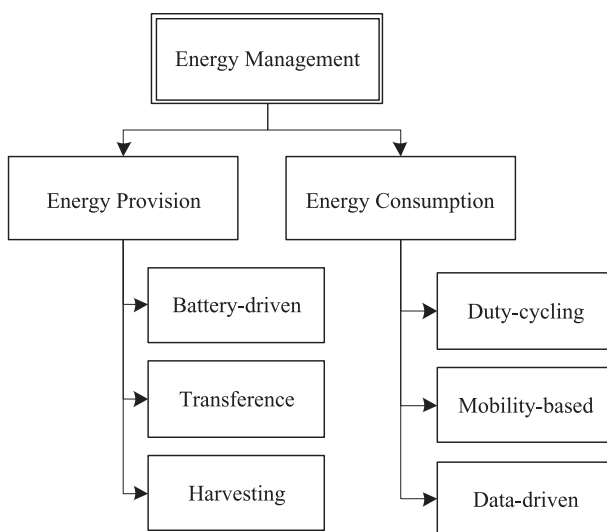 Energy Management
Energy Provision
Energy Consumption
Battery-driven
Transference
Harvesting
Duty-cycling
Mobility-based
Data-driven